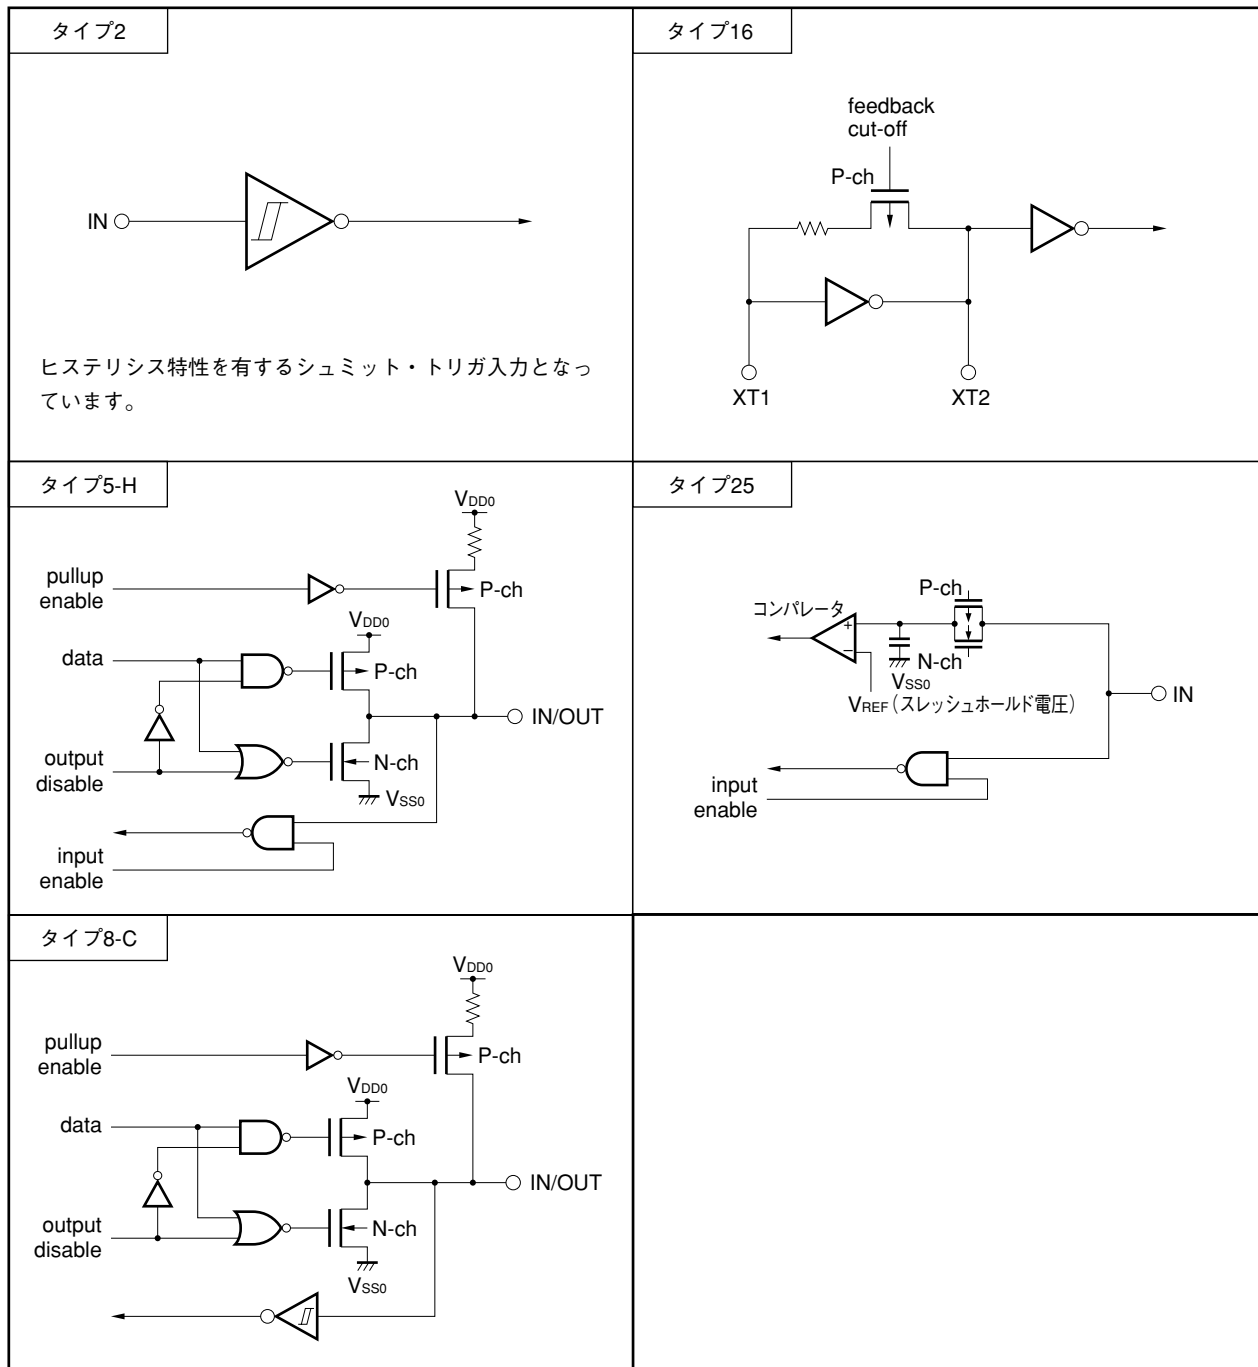 タイプ2
IN
ヒステリシス特性を有するシュミット・トリガ入力となっ
ています。
タイプ16
feedback
cut-off
P-ch
XT1
XT2
タイプ5-H
VDD0
pullup
enable
P-ch
VDD0
data
P-ch
IN/OUT
output
disable
N-ch
VSS0
input
enable
タイプ25
P-ch
コンパレータ
+
−
N-ch
VSS0
VREF(スレッシュホールド電圧)
IN
input
enable
タイプ8-C
VDD0
pullup
enable
P-ch
VDD0
data
P-ch
IN/OUT
output
disable
N-ch
VSS0